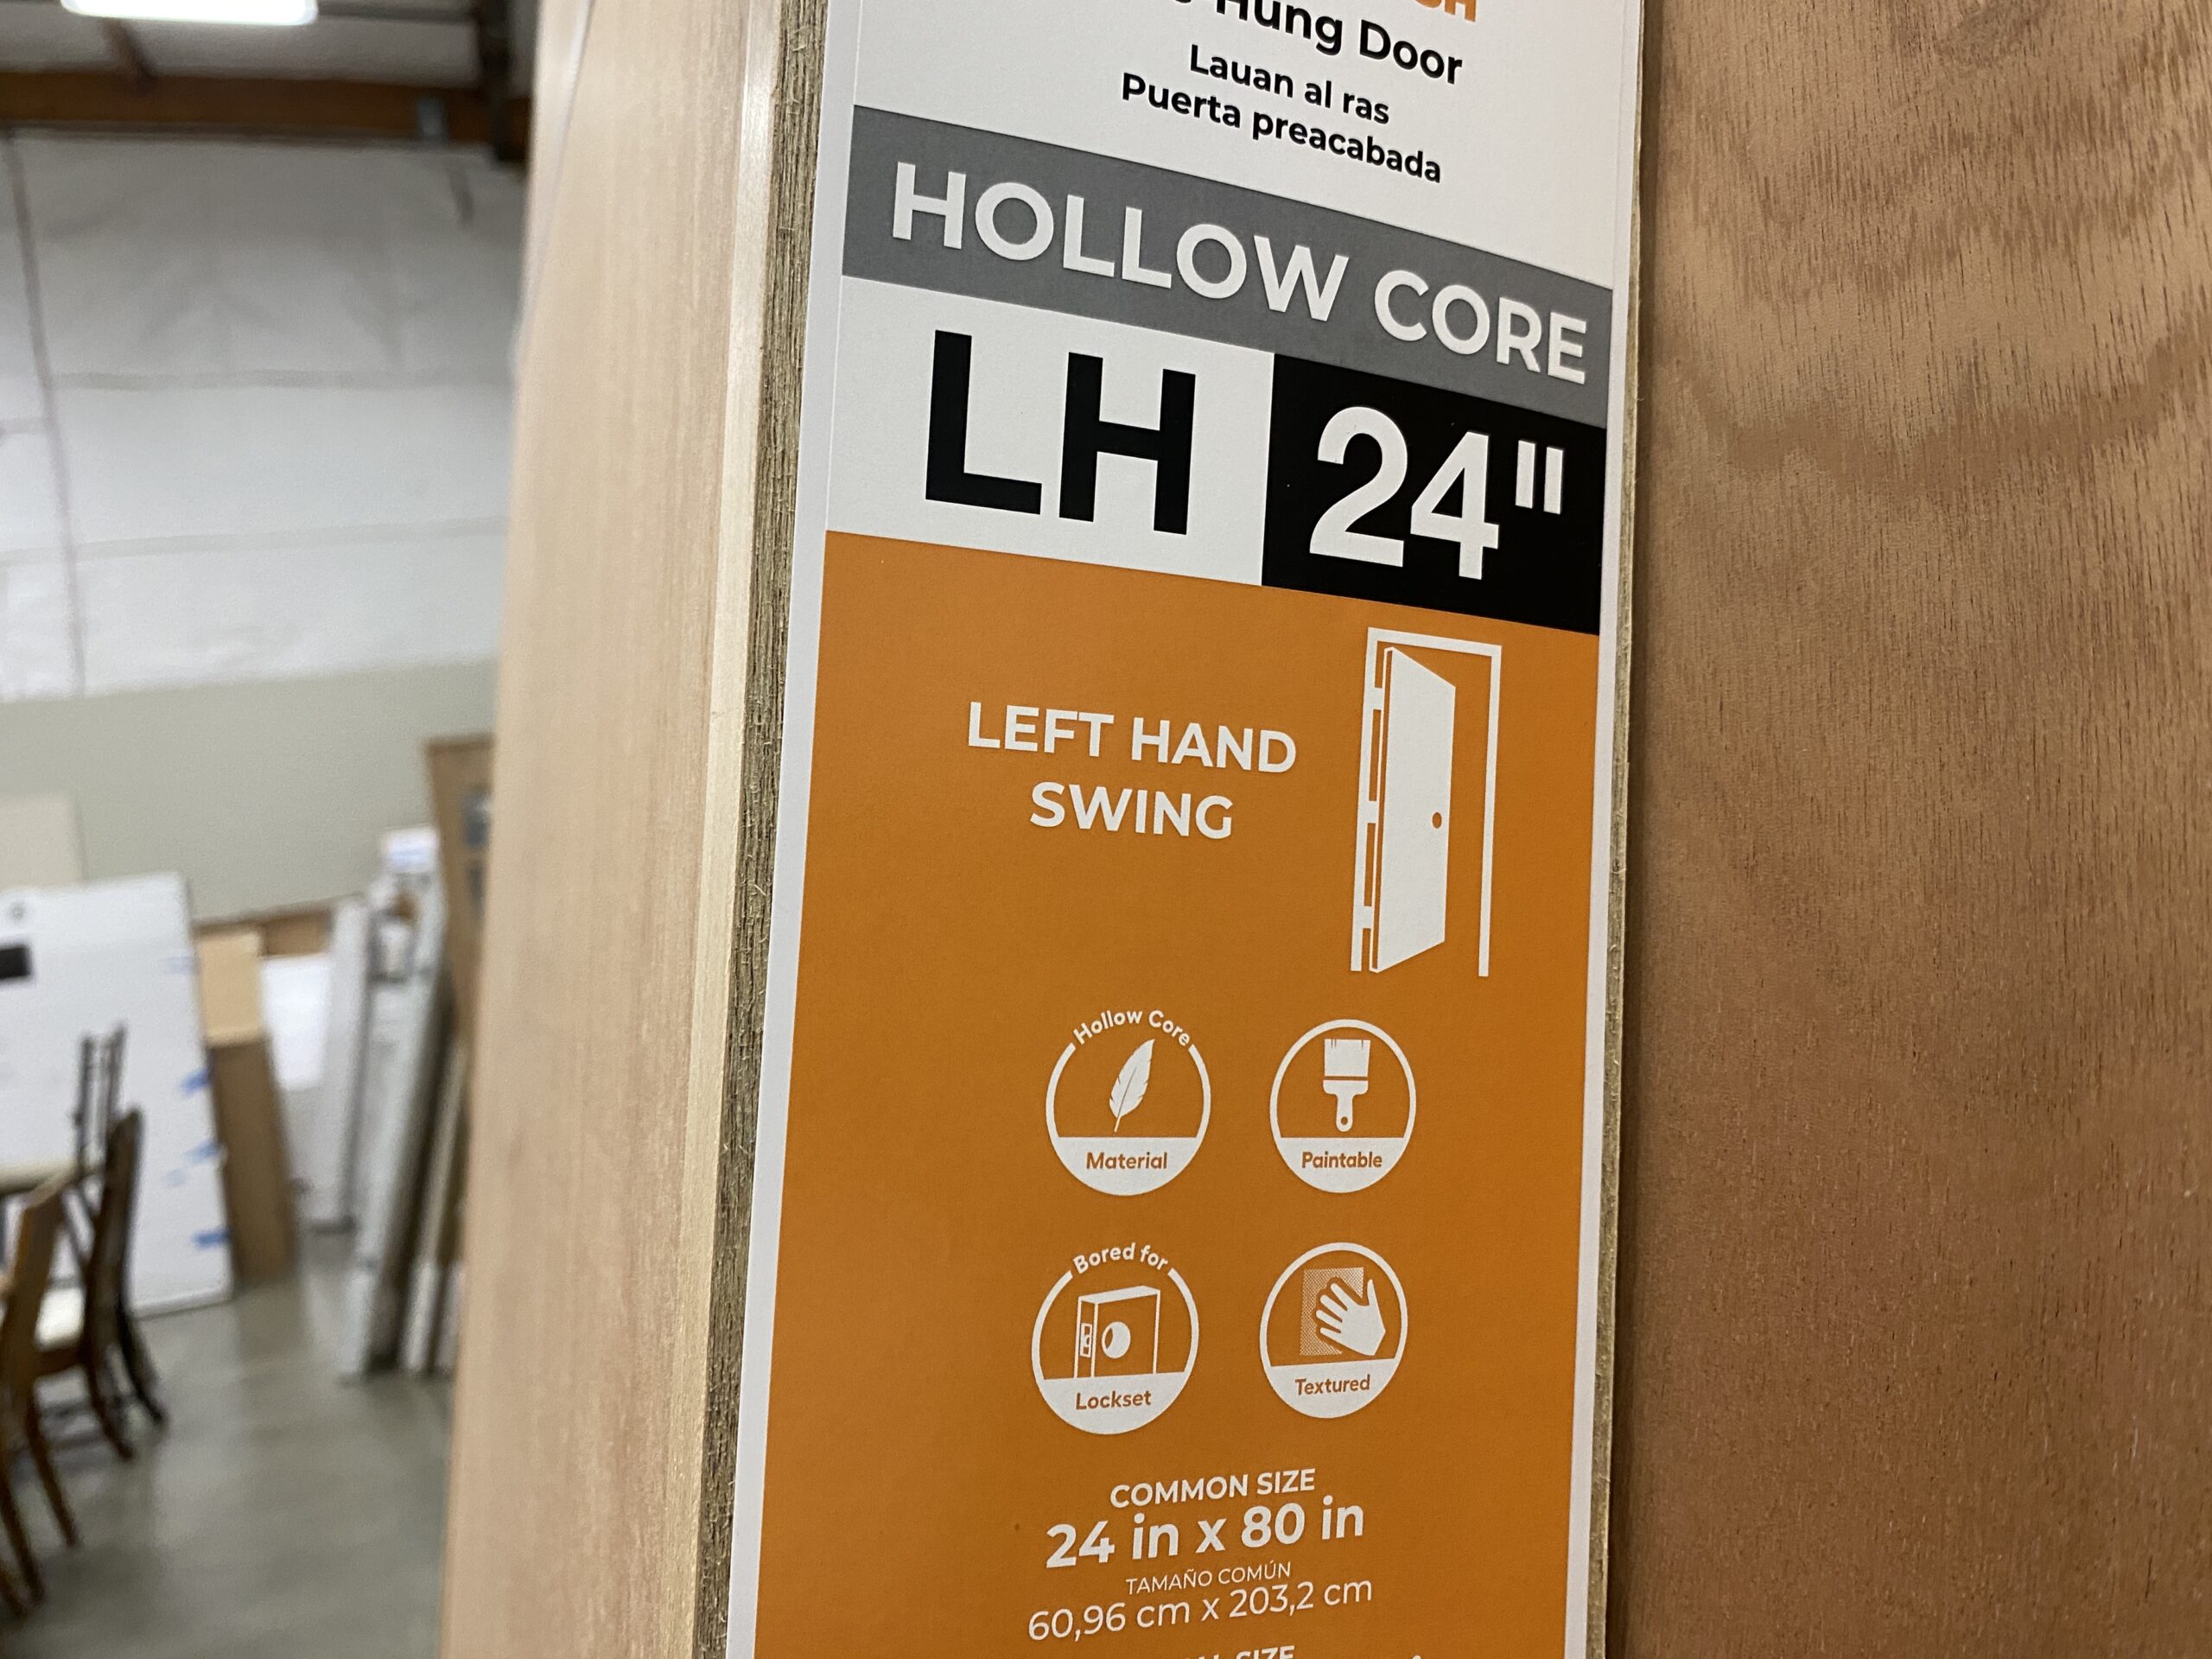 Hung Door
Lauan al ras
Puerta preacabada
HOLLOW CORE
LH 24"
LEFT HAND
SWING
Hollow Core
Material
Paintable
Bored for
Lockset
Textured
COMMON SIZE
24 in x 80 in
TAMAÑO COMÚN
60,96 cm x 203,2 cm
SIZE